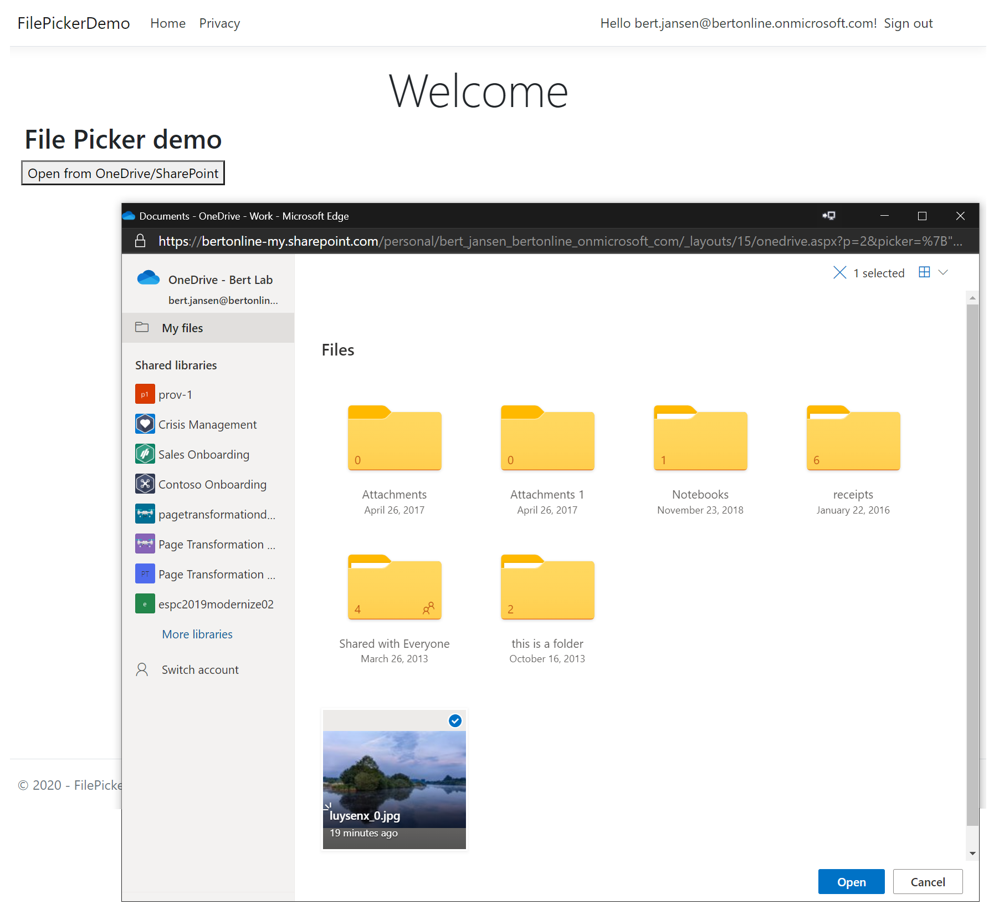 FilePickerDemo Home Privacy Hello bert.jansen@bertonline.onmicrosoft.com! Sign out
Welcome
File Picker demo
Open from OneDrive/SharePoint
Documents - OneDrive - Work - Microsoft Edge
https://bertonline-my.sharepoint.com/personal/bert_jansen_bertonline_onmicrosoft_com/_layouts/15/onedrive.aspx?p=2&picker=%7B"...
OneDrive - Bert Lab
bert.jansen@bertonlin...
My files
Shared libraries
p1 prov-1
Crisis Management
Sales Onboarding
Contoso Onboarding
pagetransformationd...
Page Transformation ...
PT Page Transformation ...
e espc2019modernize02
More libraries
Switch account
1 selected
Files
0
Attachments
April 26, 2017
0
Attachments 1
April 26, 2017
1
Notebooks
November 23, 2018
6
receipts
January 22, 2016
4
Shared with Everyone
March 26, 2013
2
this is a folder
October 16, 2013
luysenx_0.jpg
19 minutes ago
Open Cancel
© 2020 - FilePicke